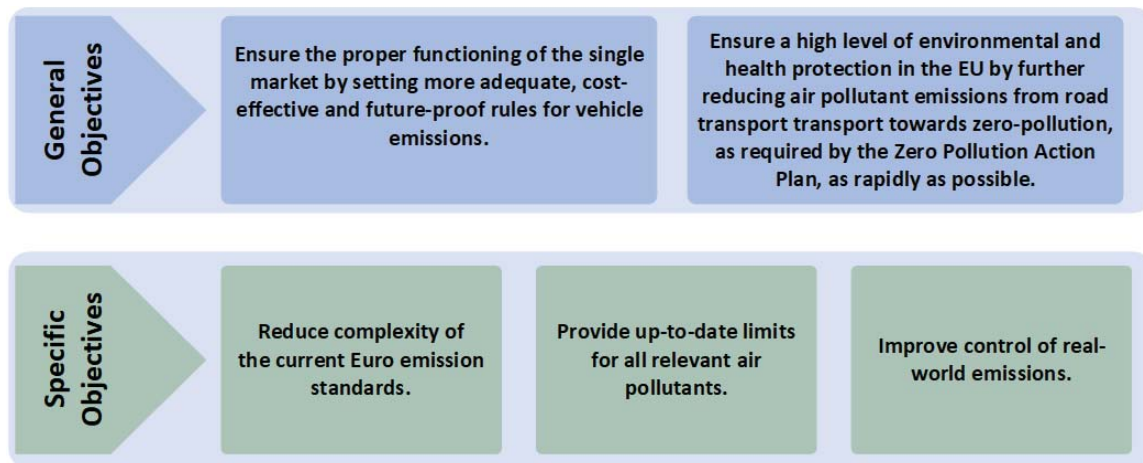 General
Objectives
Ensure the proper functioning of the single
market by setting more adequate, cost-
effective and future-proof rules for vehicle
emissions.
Ensure a high level of environmental and
health protection in the EU by further
reducing air pollutant emissions from road
transport transport towards zero-pollution,
as required by the Zero Pollution Action
Plan, as rapidly as possible.
Specific
Objectives
Reduce complexity of
the current Euro emission
standards.
Provide up-to-date limits
for all relevant air
pollutants.
Improve control of real-
world emissions.